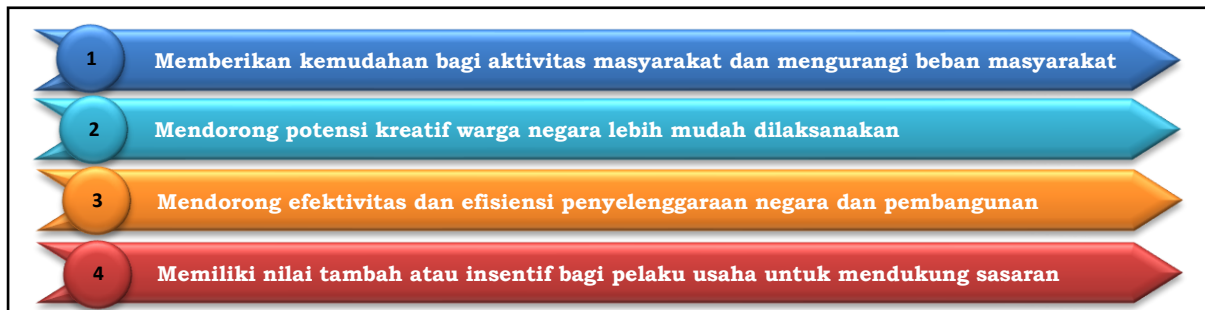 1 Memberikan kemudahan bagi aktivitas masyarakat dan mengurangi beban masyarakat
2 Mendorong potensi kreatif warga negara lebih mudah dilaksanakan
3 Mendorong efektivitas dan efisiensi penyelenggaraan negara dan pembangunan
4 Memiliki nilai tambah atau insentif bagi pelaku usaha untuk mendukung sasaran